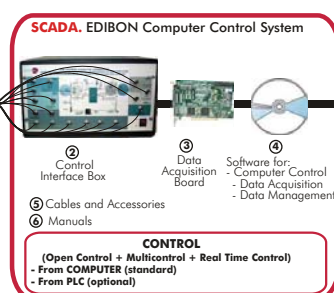 SCADA. EDIBON Computer Control System
②
Control
Interface Box
③
Data
Acquisition
Board
④
Software for:
- Computer Control
- Data Acquisition
- Data Management
⑤ Cables and Accessories
⑥ Manuals
CONTROL
(Open Control + Multicontrol + Real Time Control)
- From COMPUTER (standard)
- From PLC (optional)